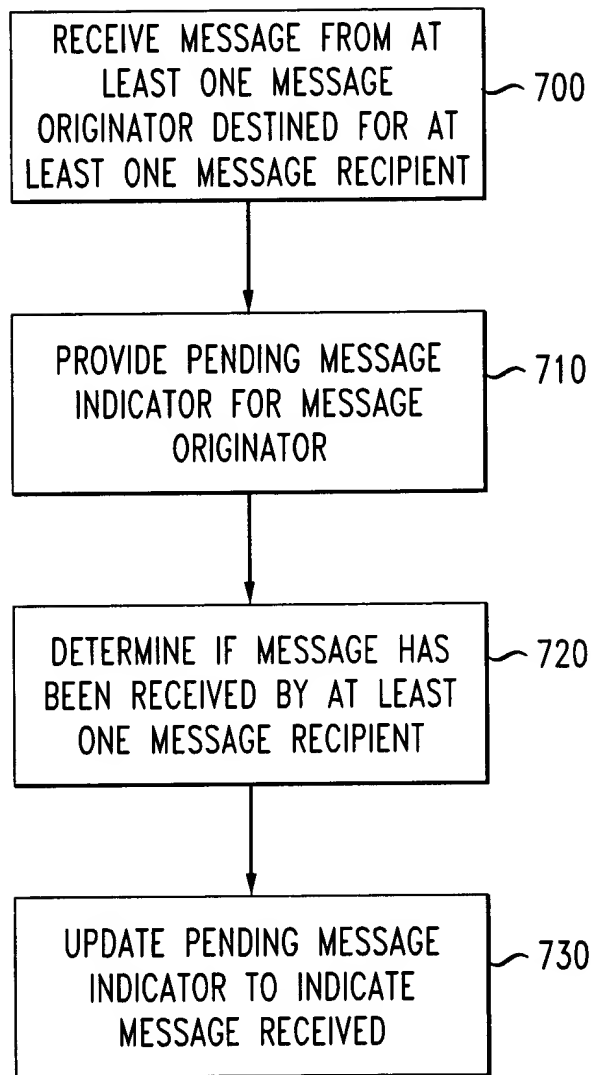 RECEIVE MESSAGE FROM AT
LEAST ONE MESSAGE
ORIGINATOR DESTINED FOR AT
LEAST ONE MESSAGE RECIPIENT
700
PROVIDE PENDING MESSAGE
INDICATOR FOR MESSAGE
ORIGINATOR
710
DETERMINE IF MESSAGE HAS
BEEN RECEIVED BY AT LEAST
ONE MESSAGE RECIPIENT
720
UPDATE PENDING MESSAGE
INDICATOR TO INDICATE
MESSAGE RECEIVED
730